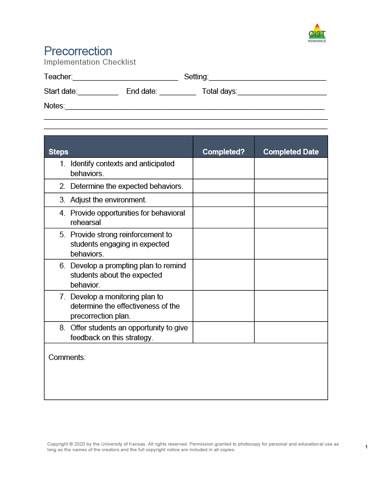 CI3T
Precorrection
Implementation Checklist
Teacher: Setting:
Start date: End date: Total days:
Notes:
Steps Completed? Completed Date
1. Identify contexts and anticipated
behaviors.
2. Determine the expected behaviors.
3. Adjust the environment.
4. Provide opportunities for behavioral
rehearsal
5. Provide strong reinforcement to
students engaging in expected
behaviors.
6. Develop a prompting plan to remind
students about the expected
behavior.
7. Develop a monitoring plan to
determine the effectiveness of the
precorrection plan.
8. Offer students an opportunity to give
feedback on this strategy.
Comments:
Copyright © 2020 by the University of Kansas. All rights reserved. Permission granted to photocopy for personal and educational use as
long as the names of the creators and the full copyright notice are included in all copies.
1